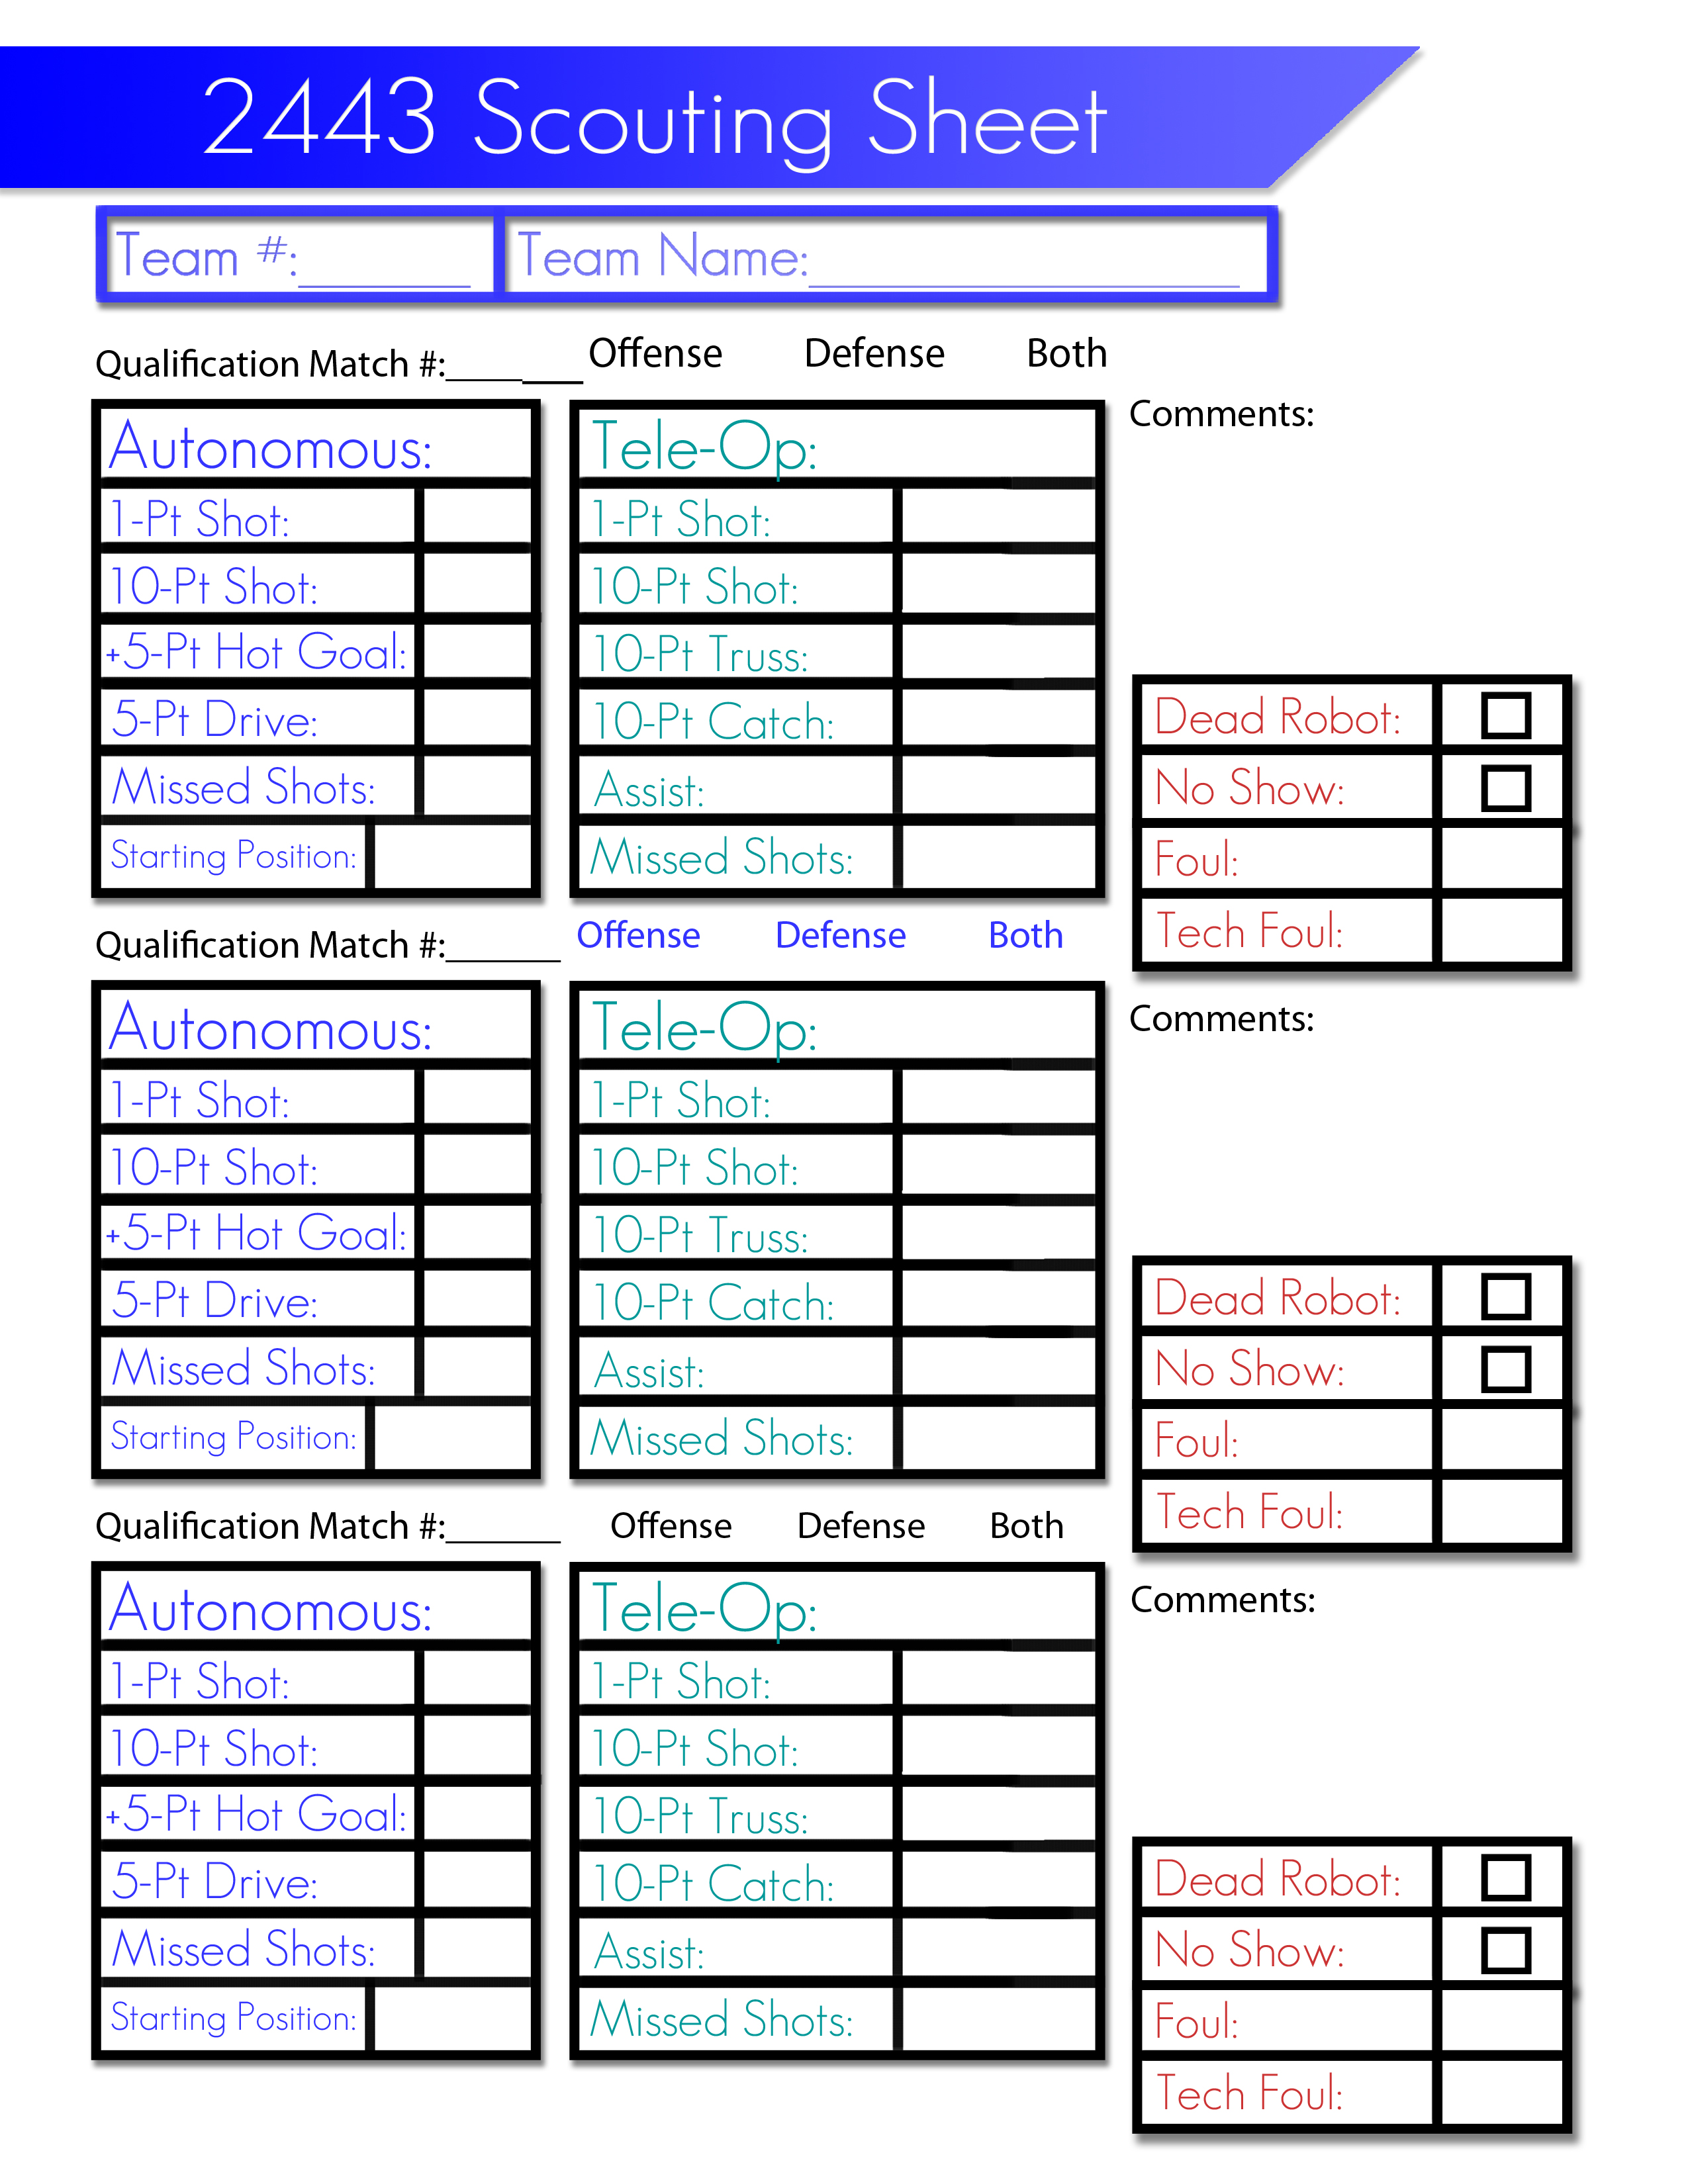 2443 Scouting Sheet
Team #:_______ Team Name:_______________
Qualification Match #:_______ Offense Defense Both
Autonomous:
1-Pt Shot:
10-Pt Shot:
+5-Pt Hot Goal:
5-Pt Drive:
Missed Shots:
Starting Position:
Tele-Op:
1-Pt Shot:
10-Pt Shot:
10-Pt Truss:
10-Pt Catch:
Assist:
Missed Shots:
Comments:
Dead Robot:
No Show:
Foul:
Tech Foul:
Qualification Match #:______ Offense Defense Both
Autonomous:
1-Pt Shot:
10-Pt Shot:
+5-Pt Hot Goal:
5-Pt Drive:
Missed Shots:
Starting Position:
Tele-Op:
1-Pt Shot:
10-Pt Shot:
10-Pt Truss:
10-Pt Catch:
Assist:
Missed Shots:
Comments:
Dead Robot:
No Show:
Foul:
Tech Foul:
Qualification Match #:______ Offense Defense Both
Autonomous:
1-Pt Shot:
10-Pt Shot:
+5-Pt Hot Goal:
5-Pt Drive:
Missed Shots:
Starting Position:
Tele-Op:
1-Pt Shot:
10-Pt Shot:
10-Pt Truss:
10-Pt Catch:
Assist:
Missed Shots:
Comments:
Dead Robot:
No Show:
Foul:
Tech Foul: